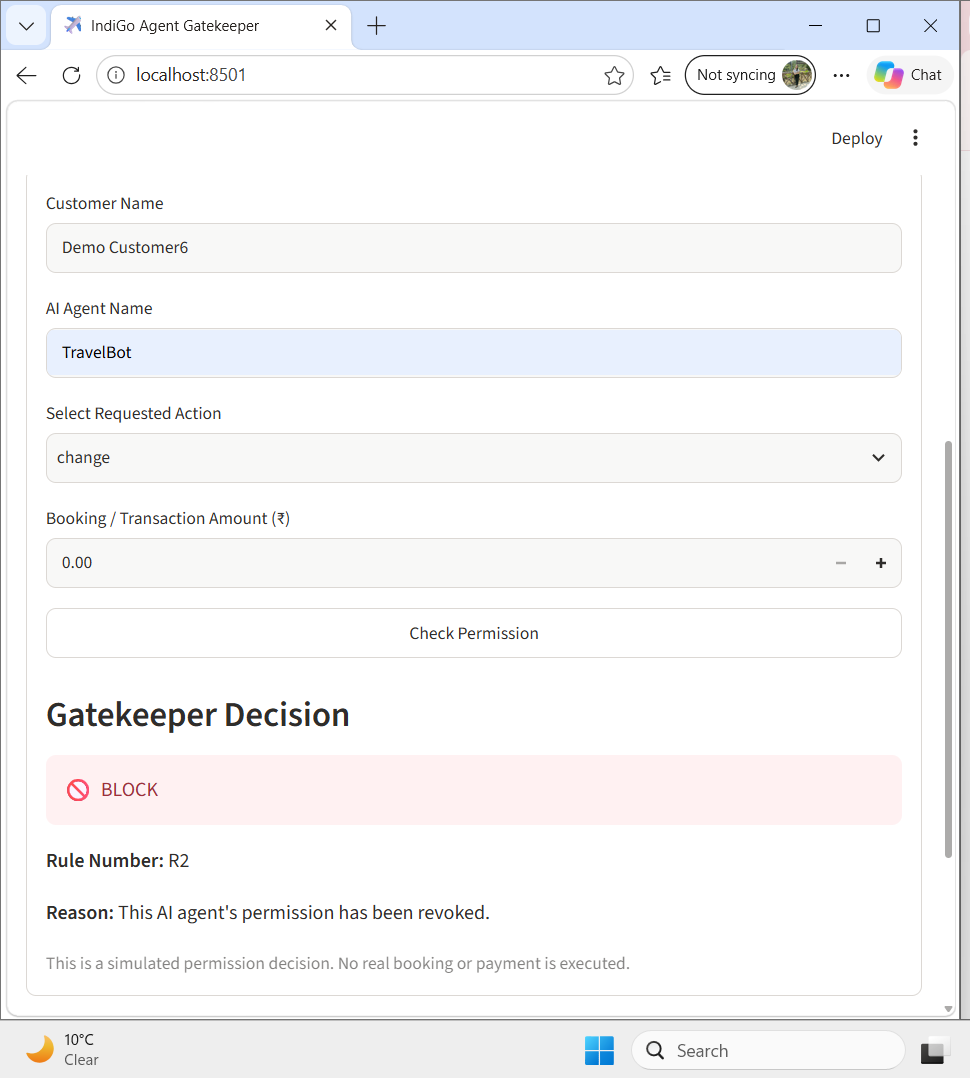 IndiGo Agent Gatekeeper
localhost:8501
Not syncing
Chat
Deploy
Customer Name
Demo Customer6
AI Agent Name
TravelBot
Select Requested Action
change
Booking / Transaction Amount (₹)
0.00
Check Permission
Gatekeeper Decision
BLOCK
Rule Number: R2
Reason: This AI agent's permission has been revoked.
This is a simulated permission decision. No real booking or payment is executed.
10°C
Clear
Search